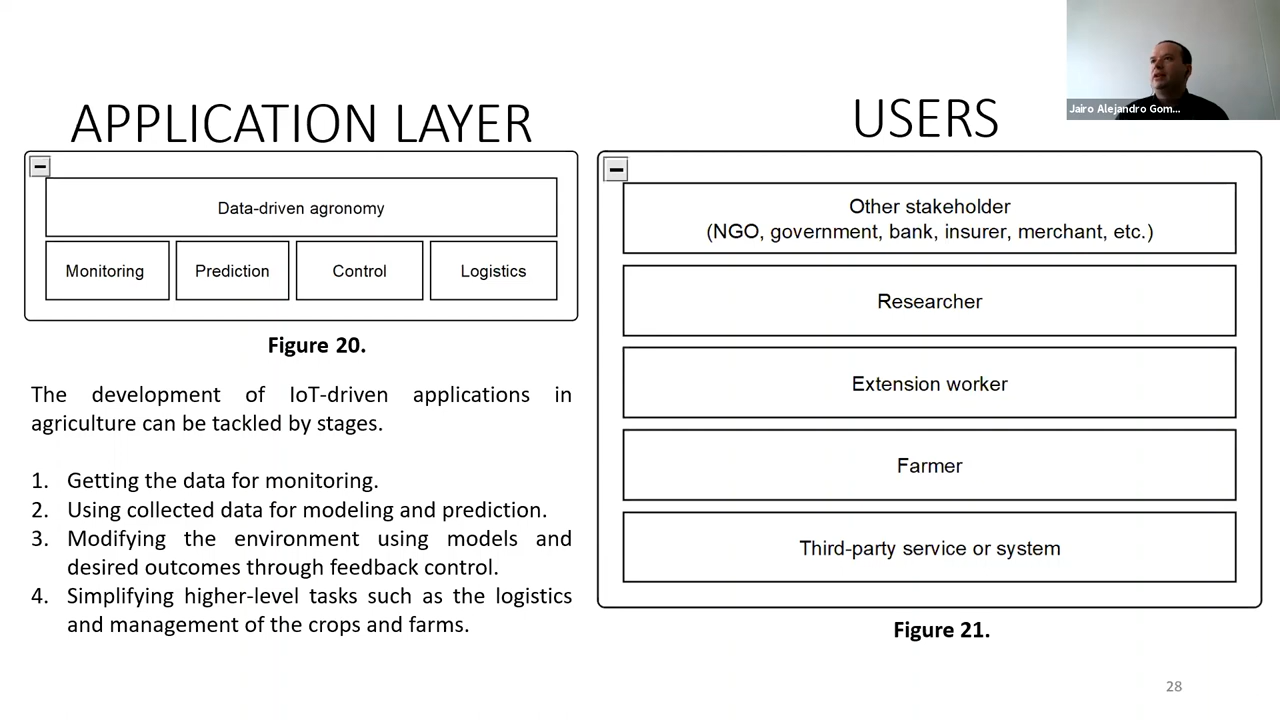 APPLICATION LAYER
Data-driven agronomy
Monitoring
Prediction
Control
Logistics
Figure 20.
The development of IoT-driven applications in
agriculture can be tackled by stages.
1. Getting the data for monitoring.
2. Using collected data for modeling and prediction.
3. Modifying the environment using models and
desired outcomes through feedback control.
4. Simplifying higher-level tasks such as the logistics
and management of the crops and farms.
USERS
Other stakeholder
(NGO, government, bank, insurer, merchant, etc.)
Researcher
Extension worker
Farmer
Third-party service or system
Figure 21.
Jairo Alejandro Gom...
28